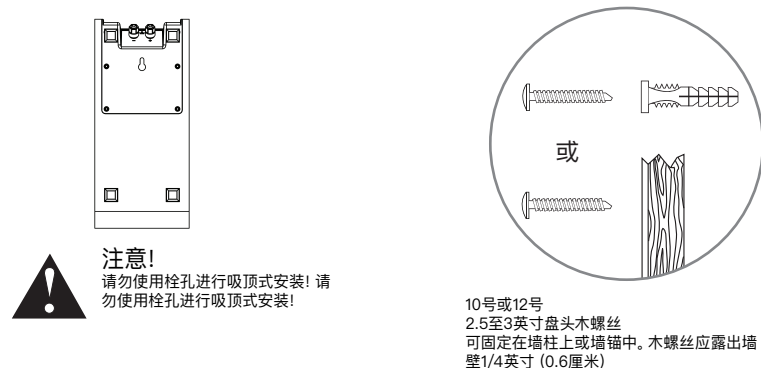 或
注意!
请勿使用栓孔进行吸顶式安装! 请
勿使用栓孔进行吸顶式安装!
10号或12号
2.5至3英寸盘头木螺丝
可固定在墙柱上或墙锚中。木螺丝应露出墙
壁1/4英寸 (0.6厘米)